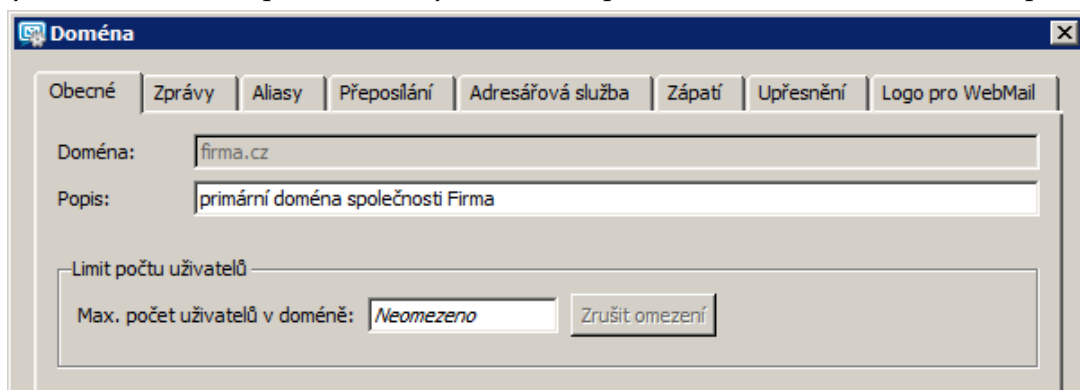 Doména
Obecné Zprávy Aliasy Přeposílání Adresářová služba Zápatí Upřesnění Logo pro WebMail
Doména: firma.cz
Popis: primární doména společnosti Firma
Limit počtu uživatelů
Max. počet uživatelů v doméně: Neomezeno Zrušit omezení